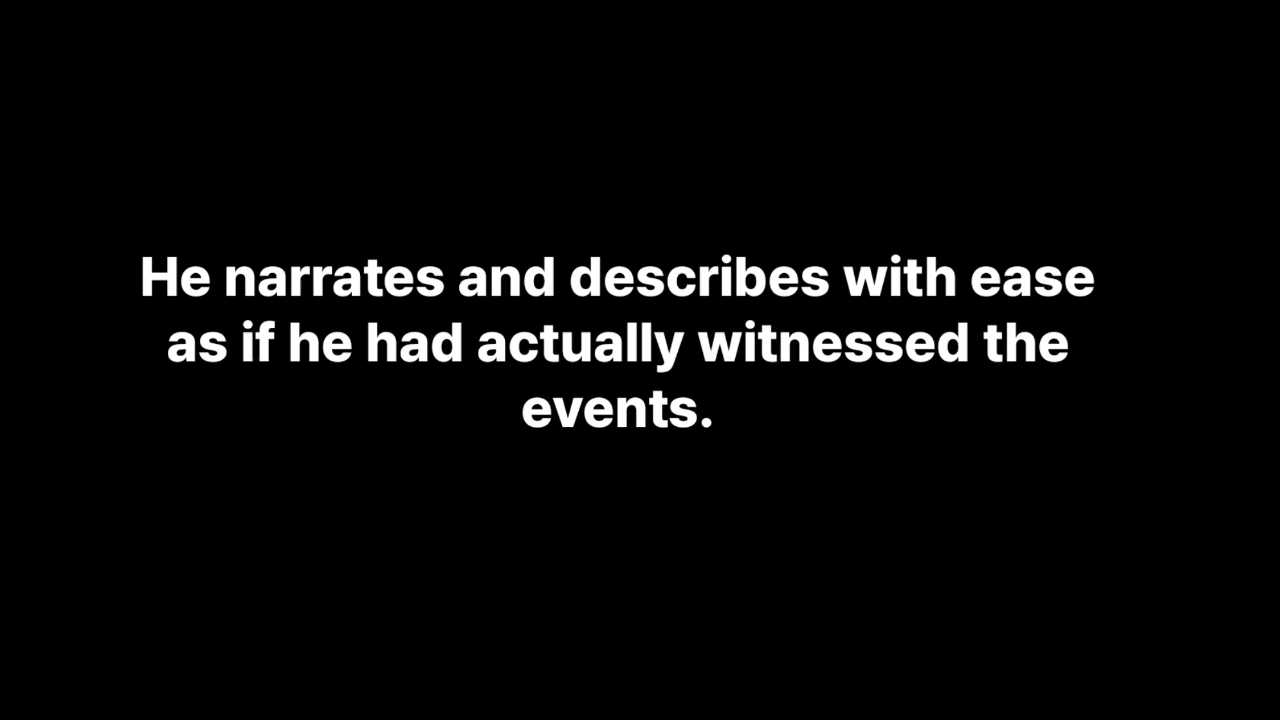 He narrates and describes with ease
as if he had actually witnessed the
events.